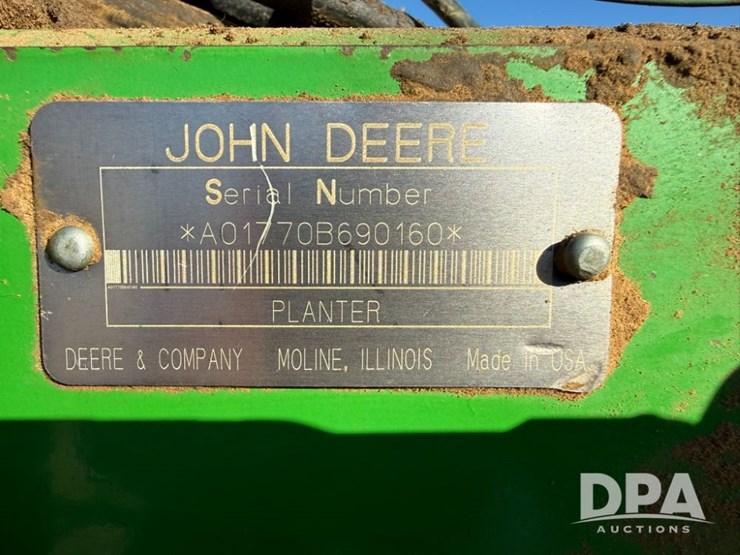 JOHN DEERE
Serial Number
*A01770B690160*
PLANTER
DEERE & COMPANY MOLINE, ILLINOIS Made in USA
DPA
AUCTIONS